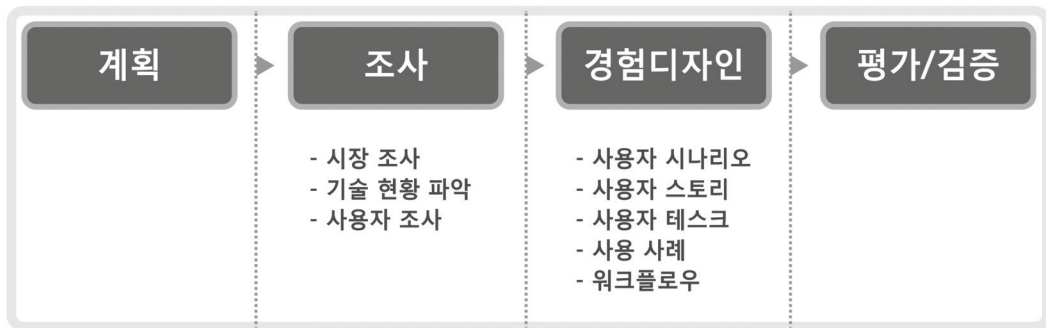 계획
조사
경험디자인
평가/검증
- 시장 조사
- 기술 현황 파악
- 사용자 조사
- 사용자 시나리오
- 사용자 스토리
- 사용자 테스크
- 사용 사례
- 워크플로우